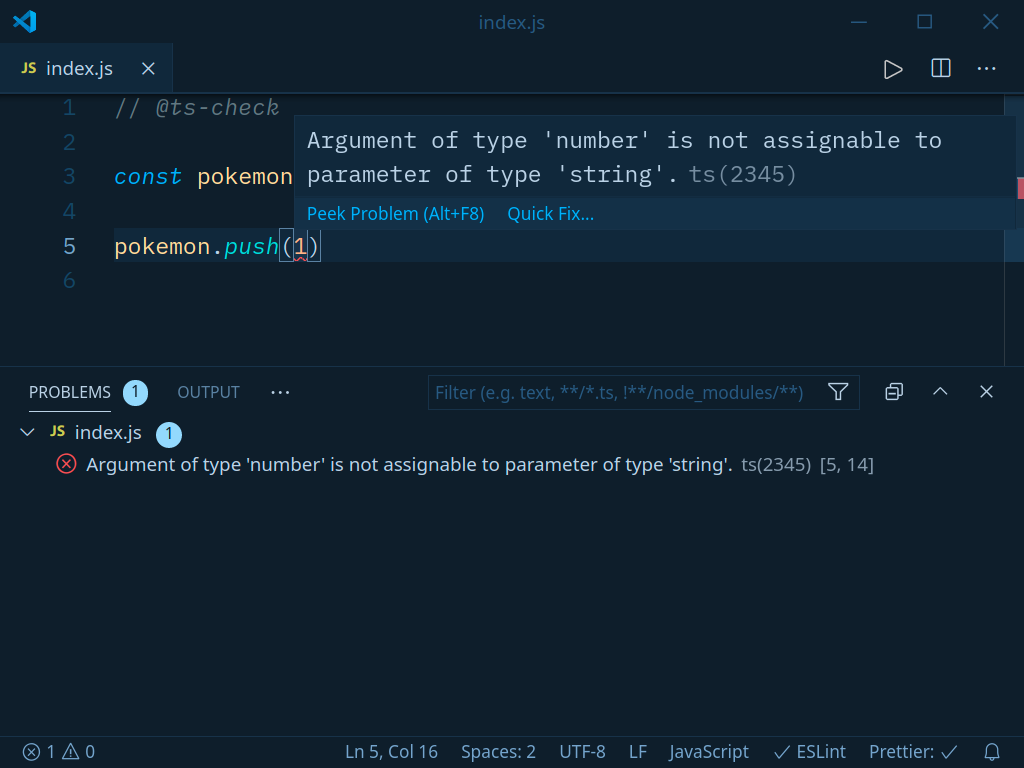 index.js
JS index.js
1 // @ts-check
2
3 const pokemon
4
5 pokemon.push(1)
6
Argument of type 'number' is not assignable to
parameter of type 'string'. ts(2345)
Peek Problem (Alt+F8) Quick Fix...
PROBLEMS 1 OUTPUT ... Filter (e.g. text, **/*.ts, !**/node_modules/**)
JS index.js 1
Argument of type 'number' is not assignable to parameter of type 'string'. ts(2345) [5, 14]
1 0 Ln 5, Col 16 Spaces: 2 UTF-8 LF JavaScript ESLint Prettier: